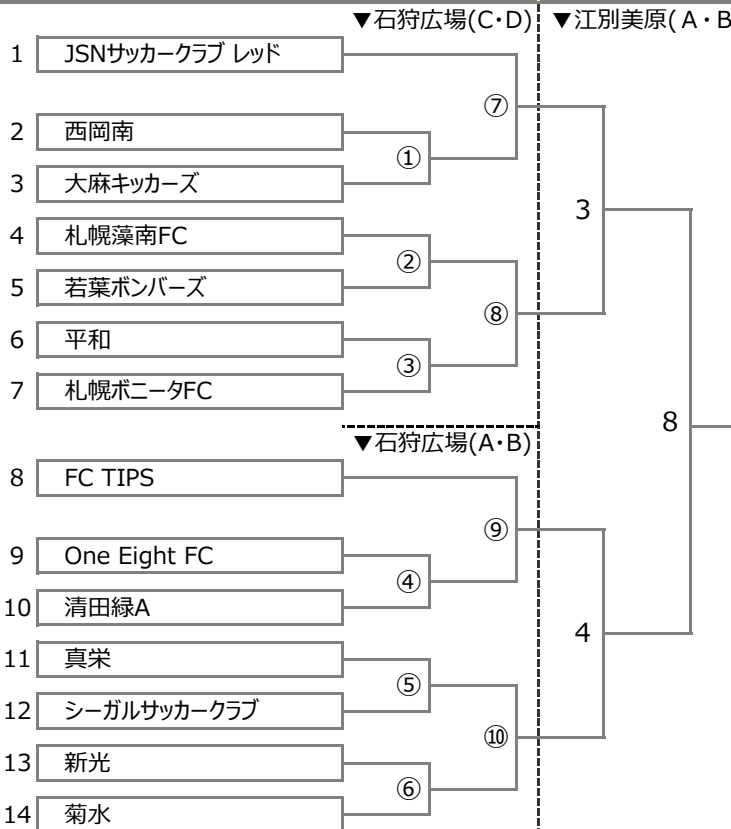 ▼石狩広場(C・D) ▼江別美原(A・B
1 JSNサッカークラブ レッド
⑦
2 西岡南
①
3 大麻キッカーズ
3
4 札幌藻南FC
②
5 若葉ボンバーズ
⑧
6 平和
③
7 札幌ボニータFC
8
▼石狩広場(A・B)
8 FC TIPS
⑨
9 One Eight FC
④
10 清田緑A
4
11 真栄
⑤
12 シーガルサッカークラブ
⑩
13 新光
⑥
14 菊水